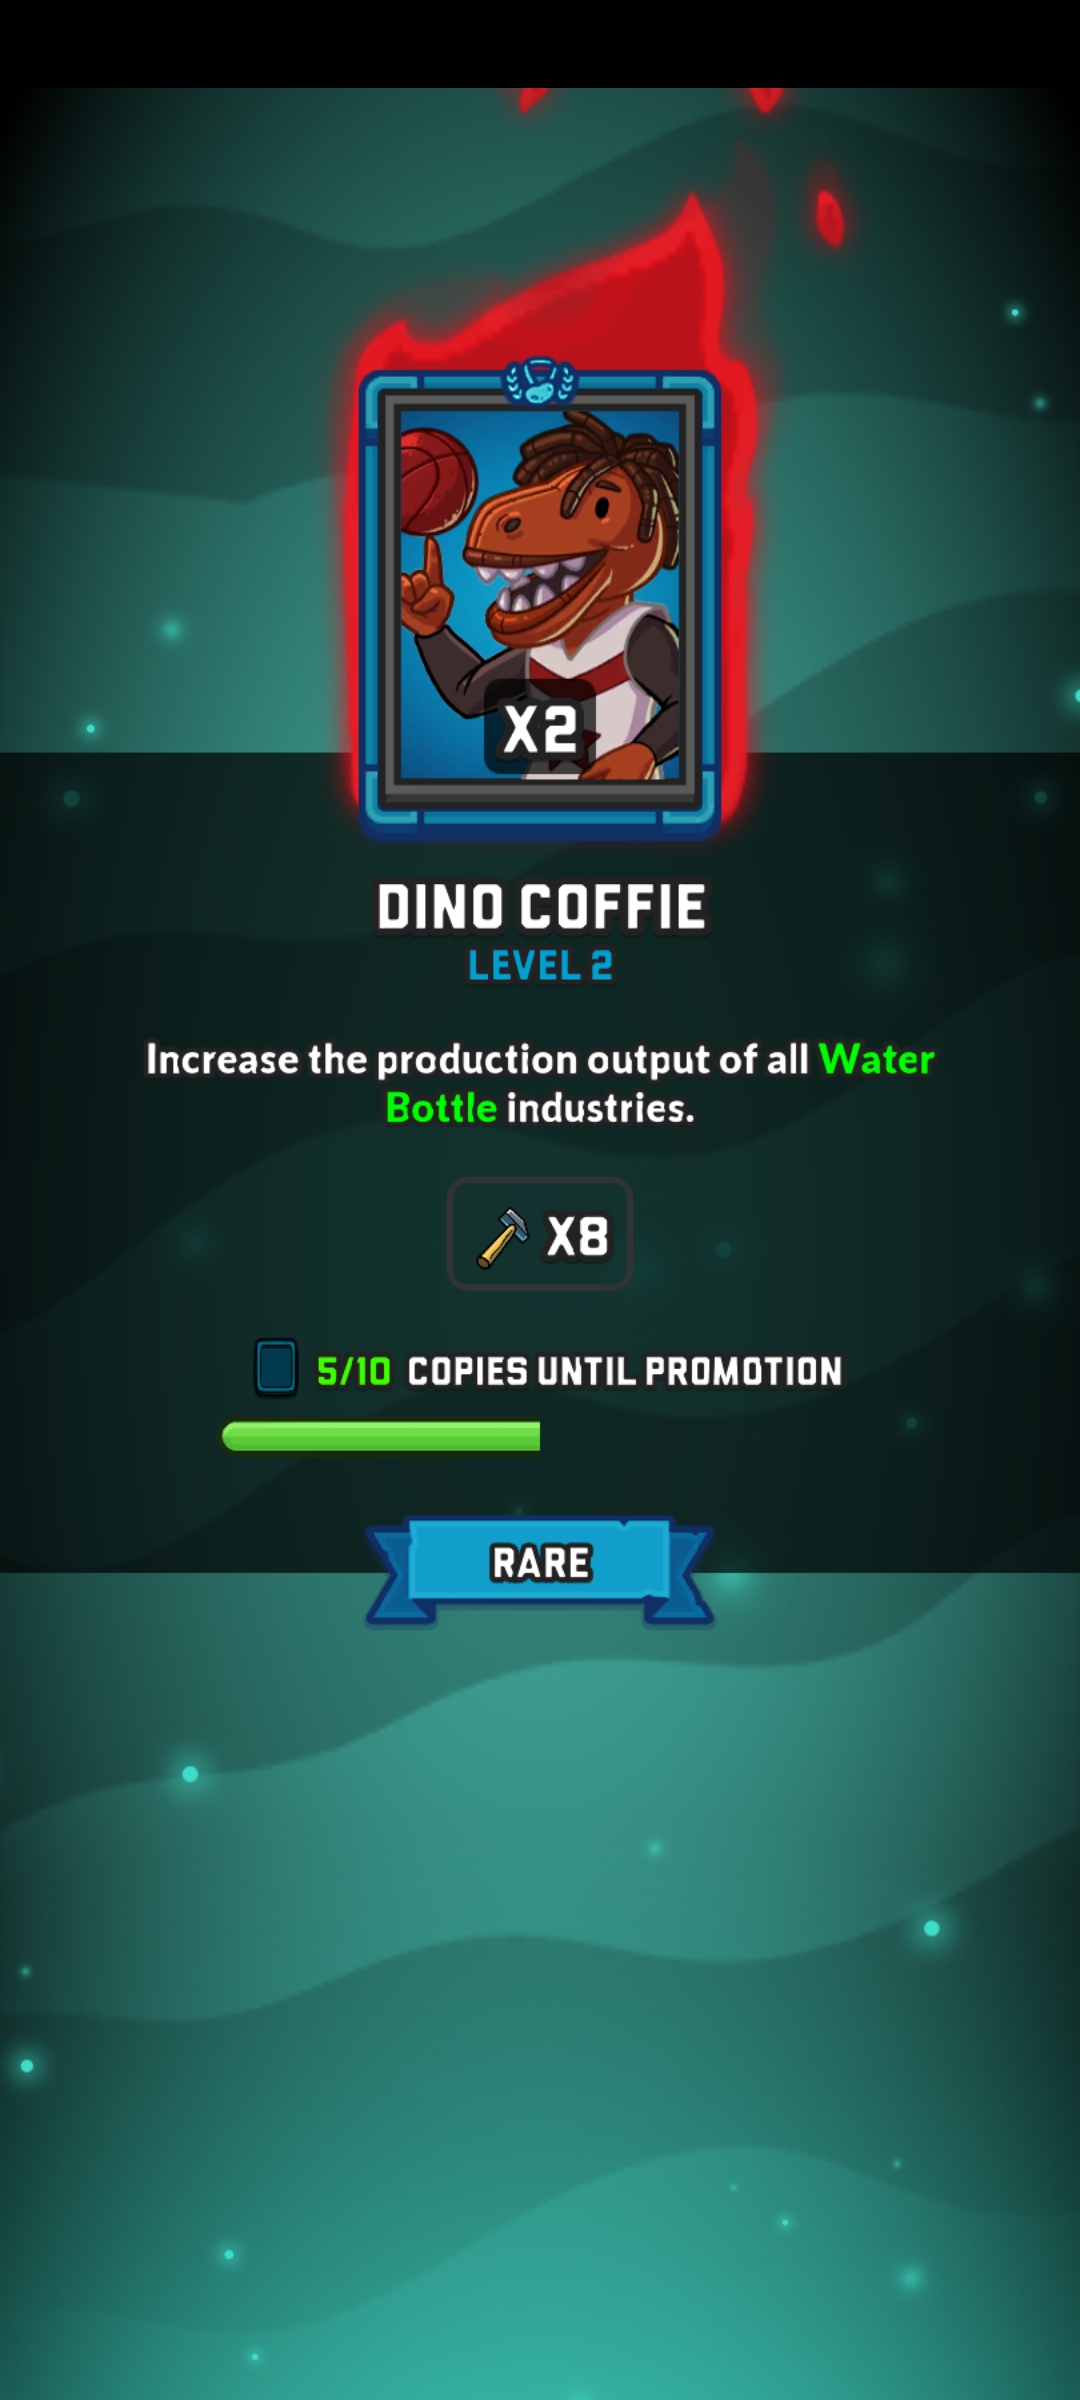 X2
DINO COFFIE
LEVEL 2
Increase the production output of all Water
Bottle industries.
X8
5/10 COPIES UNTIL PROMOTION
RARE